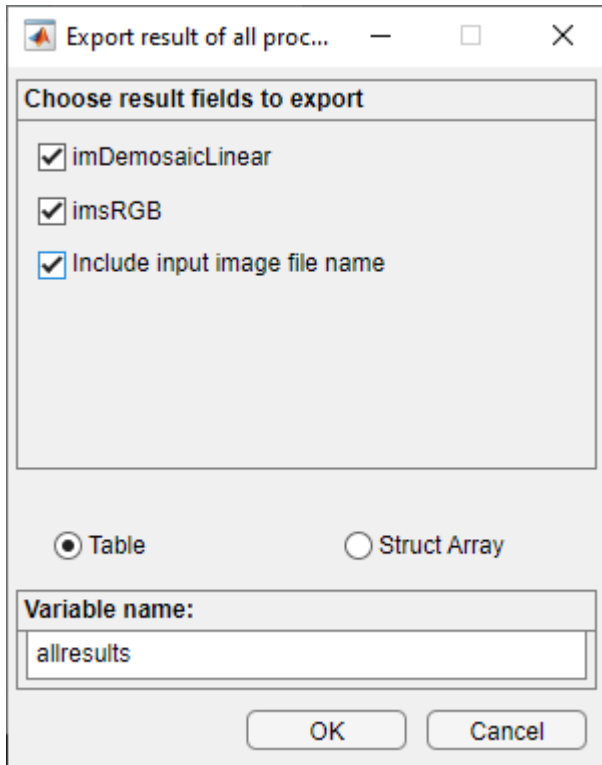 Export result of all proc...
Choose result fields to export
imDemosaicLinear
imsRGB
Include input image file name
Table Struct Array
Variable name:
allresults
OK Cancel